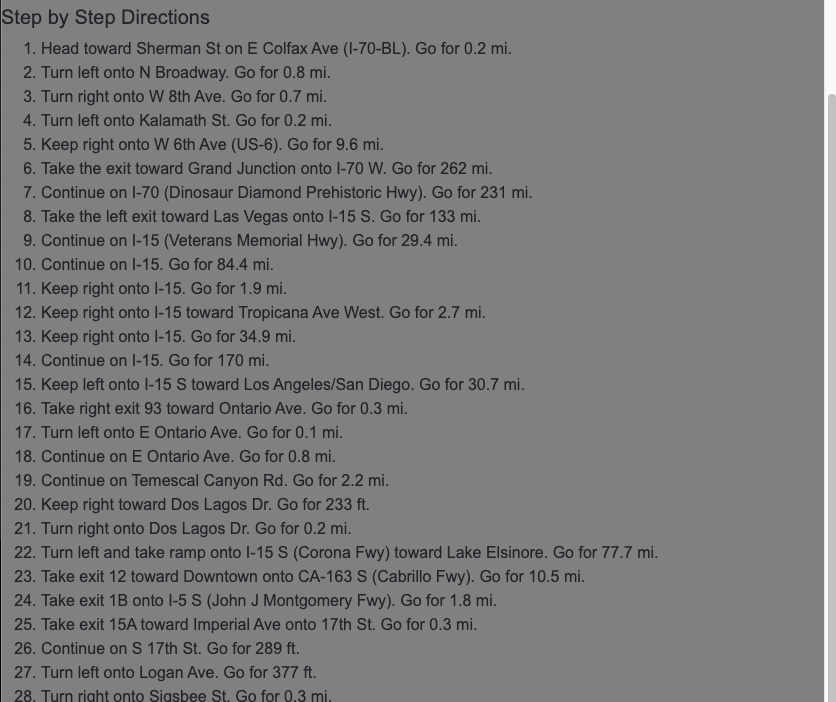 Step by Step Directions
1. Head toward Sherman St on E Colfax Ave (I-70-BL). Go for 0.2 mi.
2. Turn left onto N Broadway. Go for 0.8 mi.
3. Turn right onto W 8th Ave. Go for 0.7 mi.
4. Turn left onto Kalamath St. Go for 0.2 mi.
5. Keep right onto W 6th Ave (US-6). Go for 9.6 mi.
6. Take the exit toward Grand Junction onto I-70 W. Go for 262 mi.
7. Continue on I-70 (Dinosaur Diamond Prehistoric Hwy). Go for 231 mi.
8. Take the left exit toward Las Vegas onto I-15 S. Go for 133 mi.
9. Continue on I-15 (Veterans Memorial Hwy). Go for 29.4 mi.
10. Continue on I-15. Go for 84.4 mi.
11. Keep right onto I-15. Go for 1.9 mi.
12. Keep right onto I-15 toward Tropicana Ave West. Go for 2.7 mi.
13. Keep right onto I-15. Go for 34.9 mi.
14. Continue on I-15. Go for 170 mi.
15. Keep left onto I-15 S toward Los Angeles/San Diego. Go for 30.7 mi.
16. Take right exit 93 toward Ontario Ave. Go for 0.3 mi.
17. Turn left onto E Ontario Ave. Go for 0.1 mi.
18. Continue on E Ontario Ave. Go for 0.8 mi.
19. Continue on Temescal Canyon Rd. Go for 2.2 mi.
20. Keep right toward Dos Lagos Dr. Go for 233 ft.
21. Turn right onto Dos Lagos Dr. Go for 0.2 mi.
22. Turn left and take ramp onto I-15 S (Corona Fwy) toward Lake Elsinore. Go for 77.7 mi.
23. Take exit 12 toward Downtown onto CA-163 S (Cabrillo Fwy). Go for 10.5 mi.
24. Take exit 1B onto I-5 S (John J Montgomery Fwy). Go for 1.8 mi.
25. Take exit 15A toward Imperial Ave onto 17th St. Go for 0.3 mi.
26. Continue on S 17th St. Go for 289 ft.
27. Turn left onto Logan Ave. Go for 377 ft.
28. Turn right onto Sigsbee St. Go for 0.3 mi.